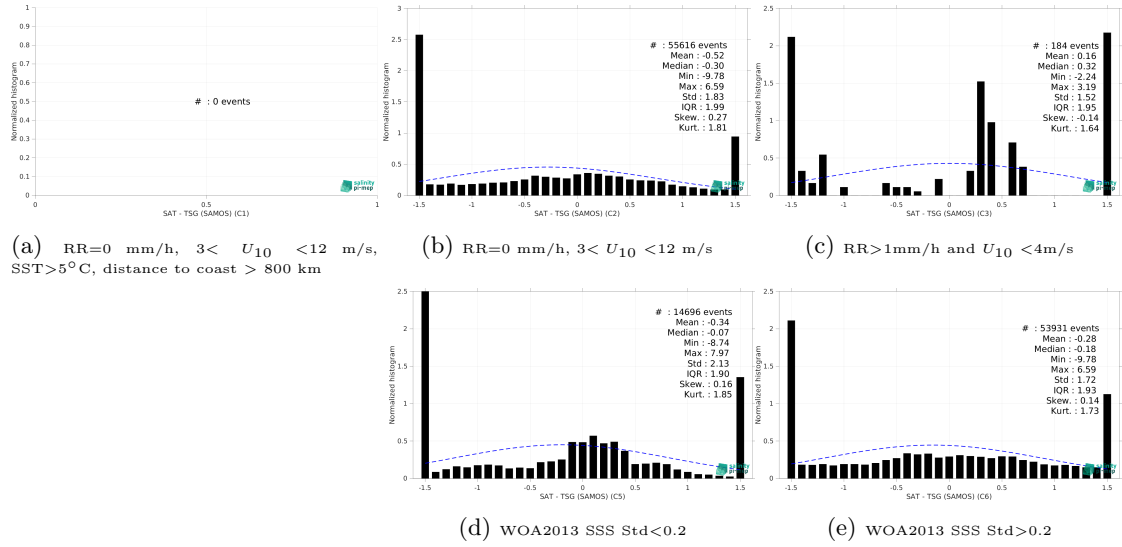 1
0.9
0.8
0.7
0.6
0.5
0.4
0.3
0.2
0.1
0
Normalized histogram
# : 0 events
0
0.5
1
SAT - TSG (SAMOS) (C1)
salinity
pi-mep
(a) RR=0 mm/h, 3< U10 <12 m/s,
SST>5°C, distance to coast > 800 km
3
2.5
2
1.5
1
0.5
0
Normalized histogram
# : 55616 events
Mean : -0.52
Median : -0.30
Min : -9.78
Max : 6.59
Std : 1.83
IQR : 1.99
Skew. : 0.27
Kurt. : 1.81
-1.5
-1
-0.5
0
0.5
1
1.5
SAT - TSG (SAMOS) (C2)
salinity
pi-mep
(b) RR=0 mm/h, 3< U10 <12 m/s
2.5
2
1.5
1
0.5
0
Normalized histogram
# : 184 events
Mean : 0.16
Median : 0.32
Min : -2.24
Max : 3.19
Std : 1.52
IQR : 1.95
Skew. : -0.14
Kurt. : 1.64
-1.5
-1
-0.5
0
0.5
1
1.5
SAT - TSG (SAMOS) (C3)
salinity
pi-mep
(c) RR>1mm/h and U10 <4m/s
2.5
2
1.5
1
0.5
0
Normalized histogram
# : 14696 events
Mean : -0.34
Median : -0.07
Min : -8.74
Max : 7.97
Std : 2.13
IQR : 1.90
Skew. : 0.16
Kurt. : 1.85
-1.5
-1
-0.5
0
0.5
1
1.5
SAT - TSG (SAMOS) (C5)
salinity
pi-mep
(d) WOA2013 SSS Std<0.2
2.5
2
1.5
1
0.5
0
Normalized histogram
# : 53931 events
Mean : -0.28
Median : -0.18
Min : -9.78
Max : 6.59
Std : 1.72
IQR : 1.93
Skew. : 0.14
Kurt. : 1.73
-1.5
-1
-0.5
0
0.5
1
1.5
SAT - TSG (SAMOS) (C6)
salinity
pi-mep
(e) WOA2013 SSS Std>0.2